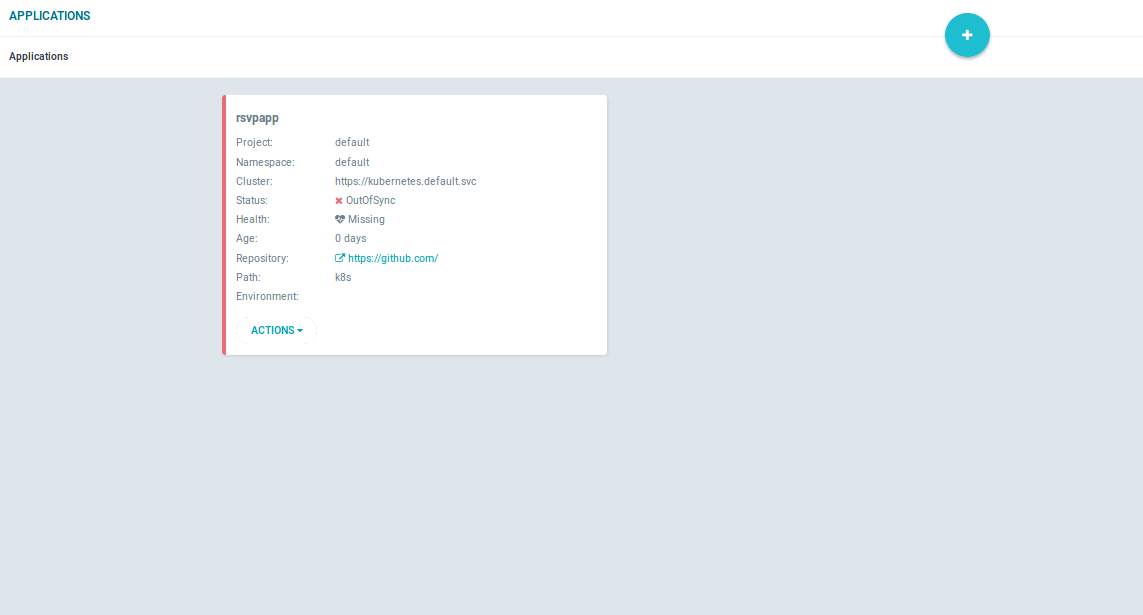 APPLICATIONS
Applications
rsvpapp
Project: default
Namespace: default
Cluster: https://kubernetes.default.svc
Status: OutOfSync
Health: Missing
Age: 0 days
Repository: https://github.com/
Path: k8s
Environment:
ACTIONS